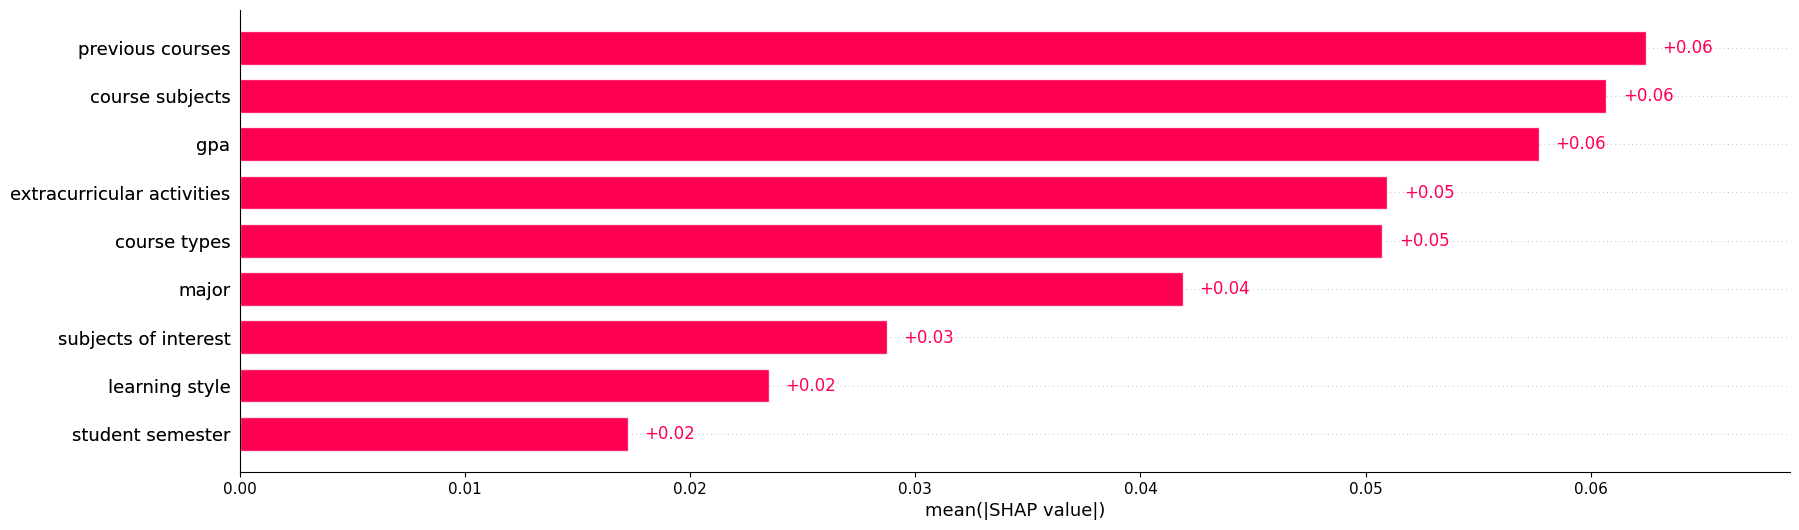 previous courses +0.06
course subjects +0.06
gpa +0.06
extracurricular activities +0.05
course types +0.05
major +0.04
subjects of interest +0.03
learning style +0.02
student semester +0.02
0.00 0.01 0.02 0.03 0.04 0.05 0.06
mean(|SHAP value|)